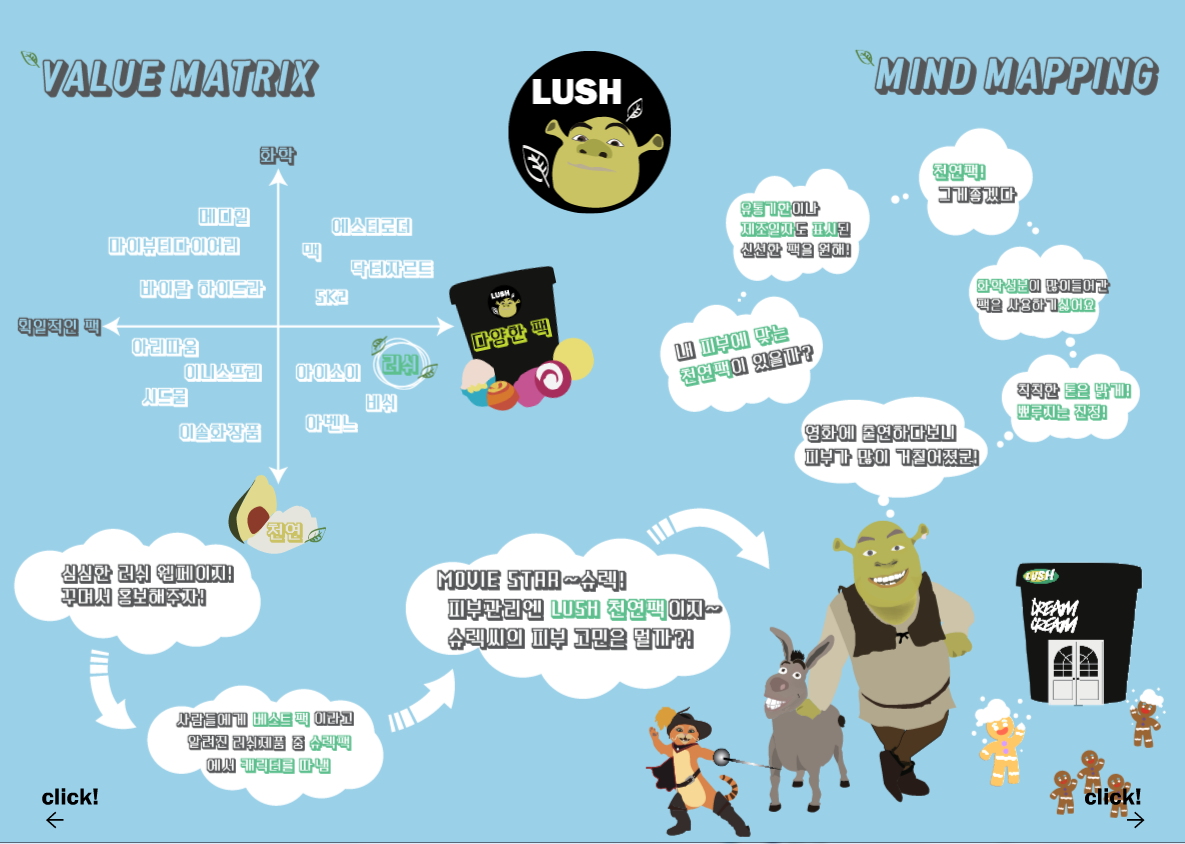 VALUE MATRIX
LUSH
MIND MAPPING
화학
메디힐
마이뷰티다이어리
바이탈 하이드라
에스티로더
맥
닥터자르트
SK2
획일적인 팩
LUSH
다양한 팩
아리따움
이니스프리
시드물
이솔화장품
아이소이
러쉬
비쉬
아벤느
천연
천연팩!
그게좋겠다
유통기한이나
제조일자도 표시된
신선한 팩을 원해!
화학성분이 많이들어간
팩은 사용하기싫어요
내 피부에 맞는
천연팩이 있을까?
칙칙한 톤은 밝게!
뾰루지는 진정!
영화에 출연하다보니
피부가 많이 거칠어졌군!
심심한 러쉬 웹페이지!
꾸며서 홍보해주자!
MOVIE STAR ~슈렉!
피부관리엔 LUSH 천연팩이지~
슈렉씨의 피부 고민은 뭘까?!
사람들에게 베스트 팩 이라고
알려진 러쉬제품 중 슈렉팩
에서 캐릭터를 따냄
LUSH
DREAM
CREAM
click!
click!